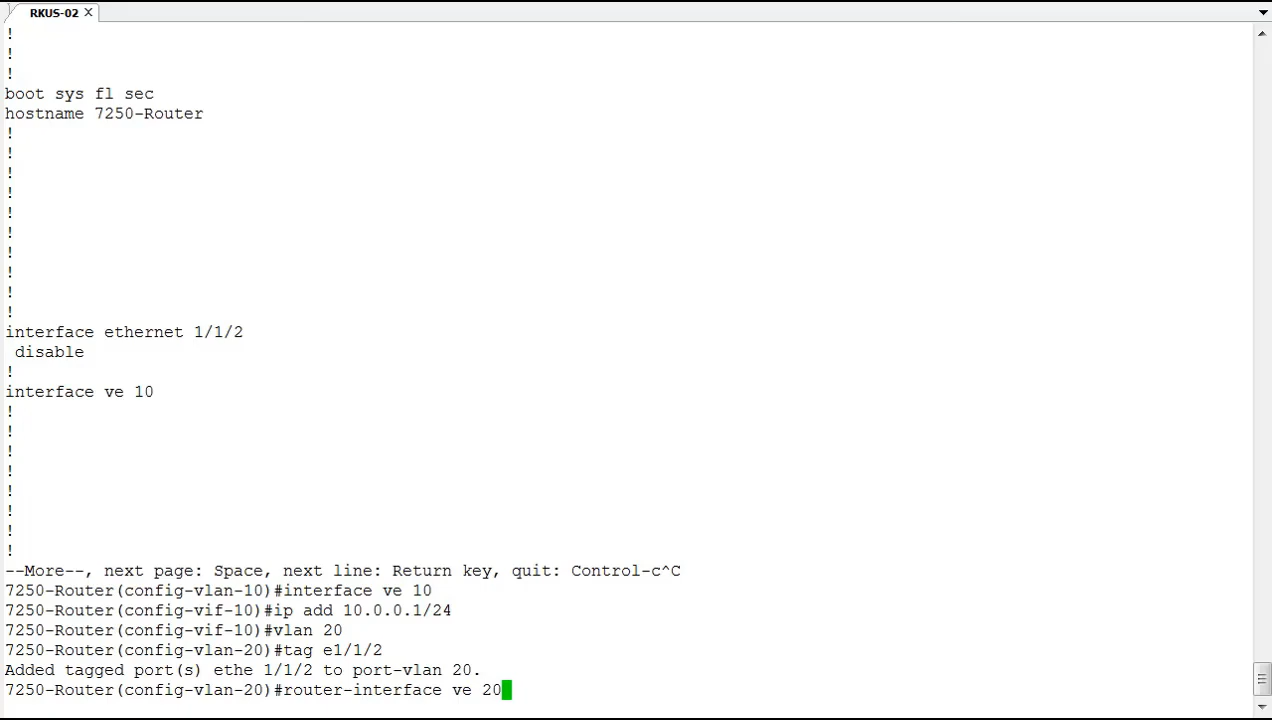 RKUS-02 X
!
!
!
boot sys fl sec
hostname 7250-Router
!
!
!
!
!
!
!
!
!
!
interface ethernet 1/1/2
 disable
!
interface ve 10
!
!
!
!
!
!
!
!
--More--, next page: Space, next line: Return key, quit: Control-c^C
7250-Router(config-vlan-10)#interface ve 10
7250-Router(config-vif-10)#ip add 10.0.0.1/24
7250-Router(config-vif-10)#vlan 20
7250-Router(config-vlan-20)#tag e1/1/2
Added tagged port(s) ethe 1/1/2 to port-vlan 20.
7250-Router(config-vlan-20)#router-interface ve 20